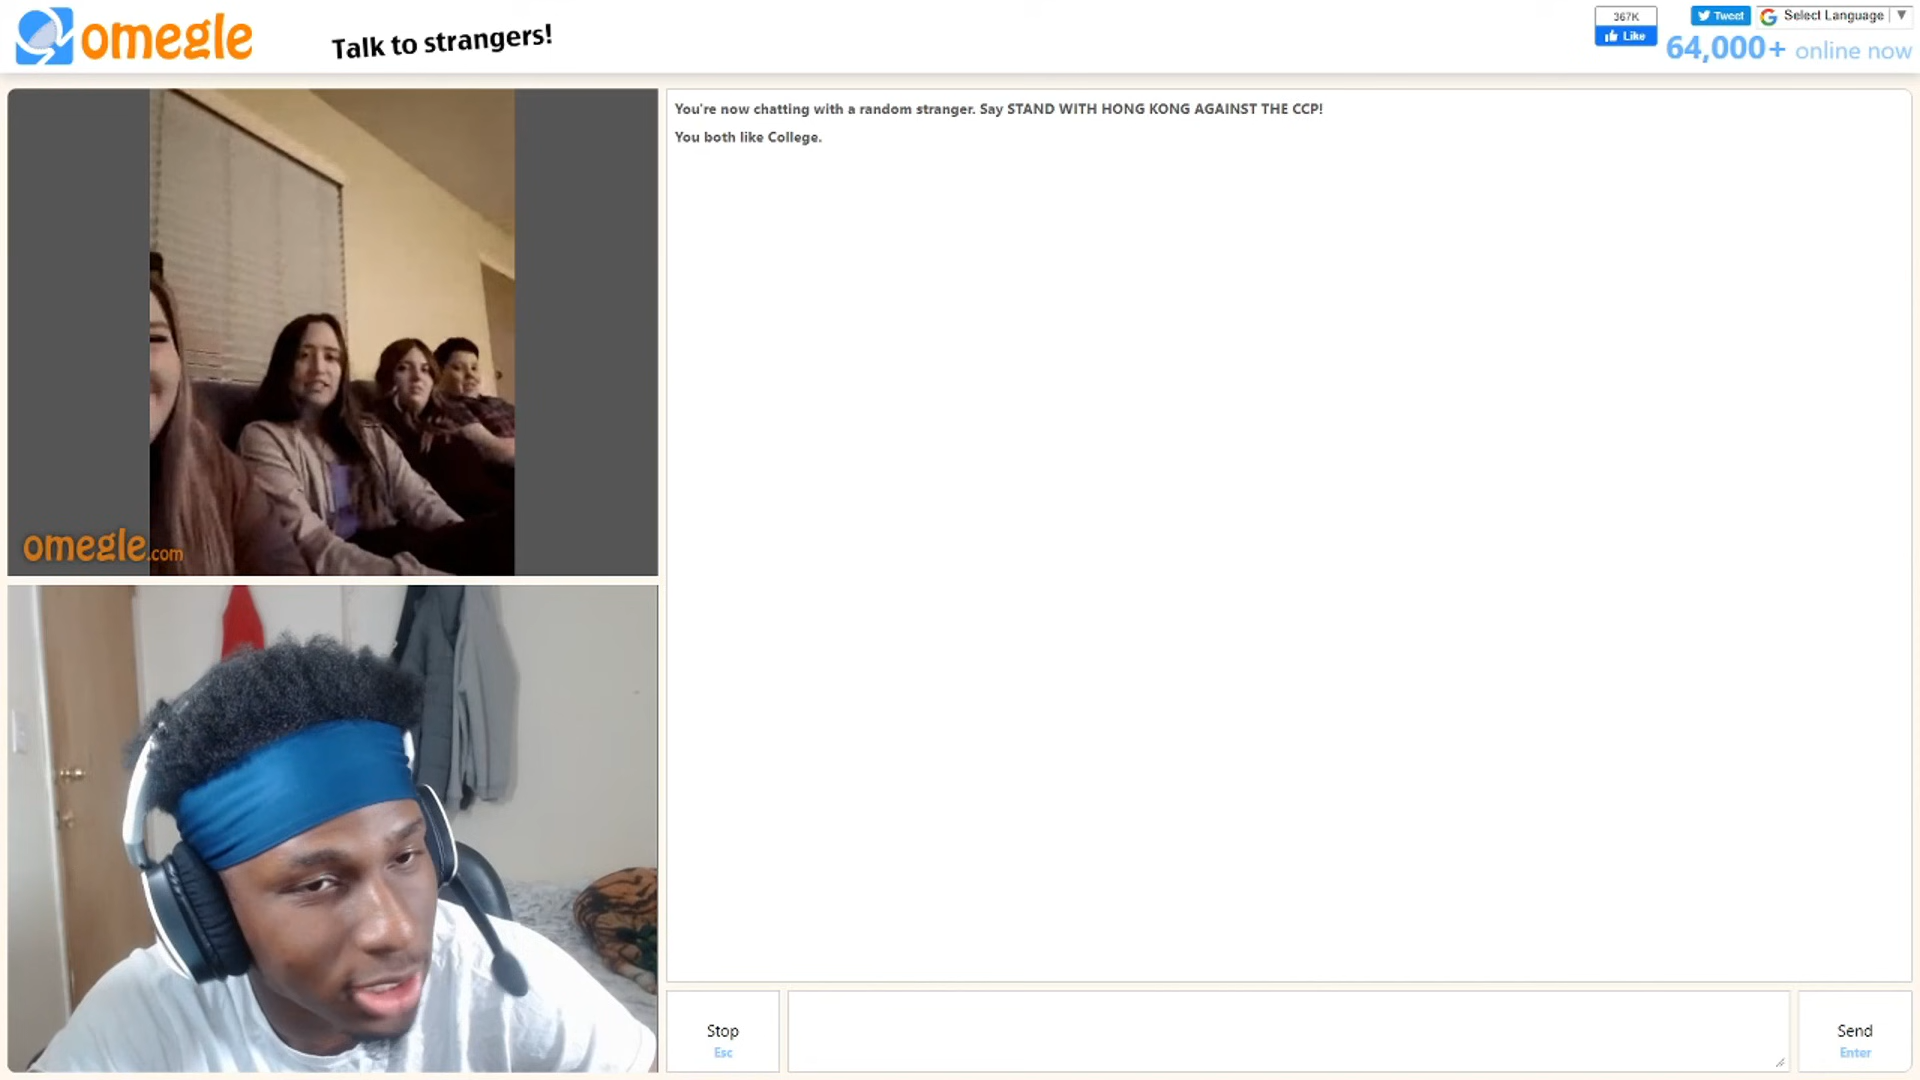 omegle
Talk to strangers!
367K
Like
Tweet
Select Language
64,000+ online now
You're now chatting with a random stranger. Say STAND WITH HONG KONG AGAINST THE CCP!
You both like College.
omegle.com
Stop
Esc
Send
Enter